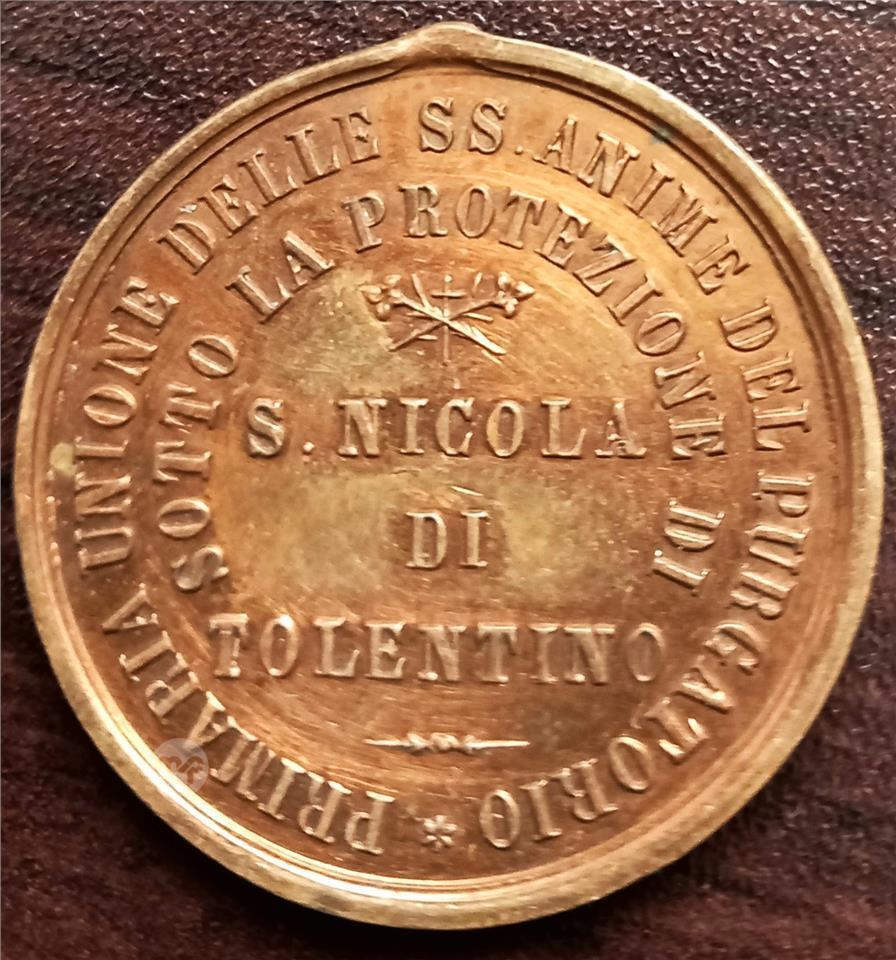 PRIMARIA UNIONE DELLE SS. ANIME DEL PURGATORIO *
SOTTO LA PROTEZIONE DI
S. NICOLA
DI
TOLENTINO